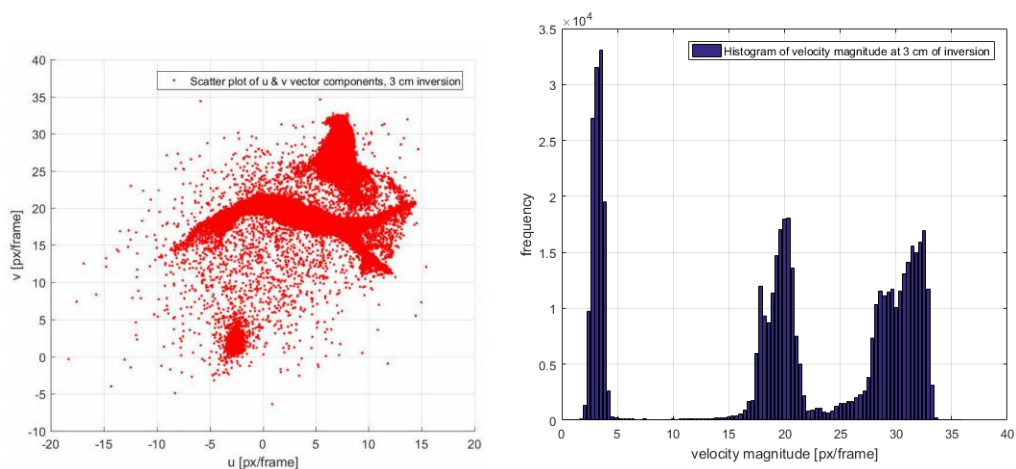 Scatter plot of u & v vector components, 3 cm inversion
40
35
30
25
20
15
10
5
0
-5
-10
v [px/frame]
-20 -15 -10 -5 0 5 10 15 20
u [px/frame]
×10⁴
Histogram of velocity magnitude at 3 cm of inversion
3.5
3
2.5
2
1.5
1
0.5
0
frequency
0 5 10 15 20 25 30 35 40
velocity magnitude [px/frame]